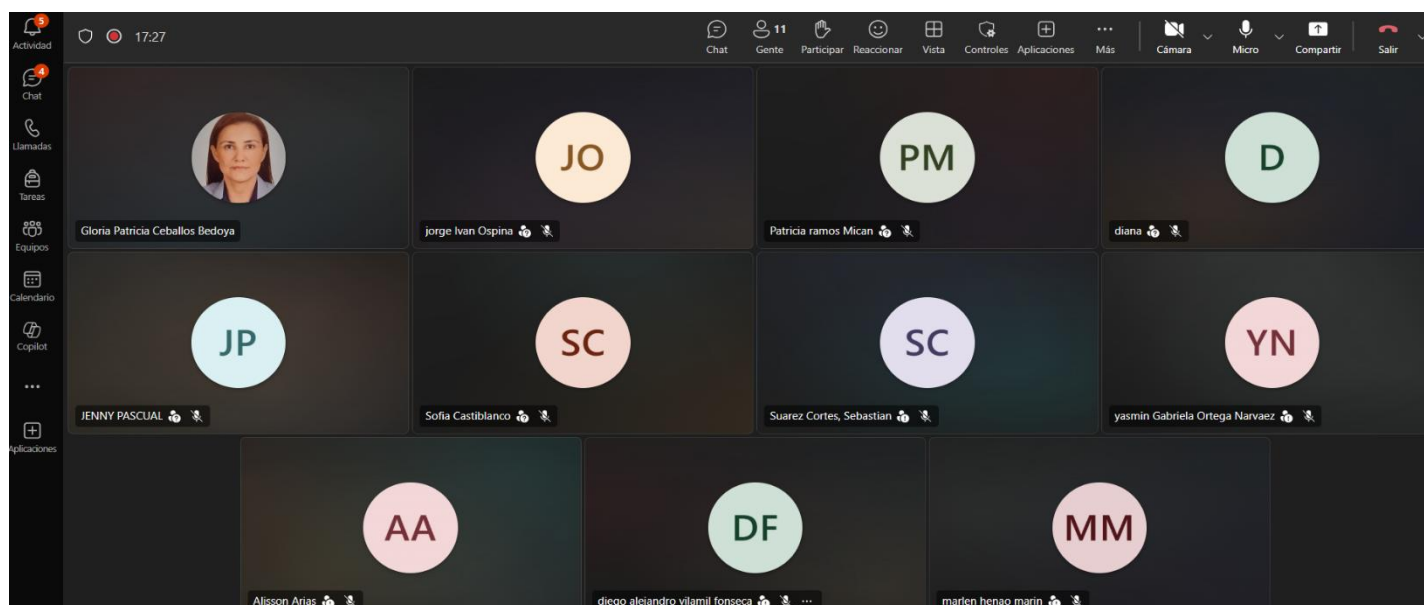 5
Actividad
17:27
Chat
11
Gente
Participar
Reaccionar
Vista
Controles
Aplicaciones
Más
Cámara
Micro
Compartir
Salir
4
Chat
Llamadas
Tareas
Equipos
Calendario
Copilot
Aplicaciones
Gloria Patricia Ceballos Bedoya
JO
jorge Ivan Ospina
PM
Patricia ramos Mican
D
diana
JP
JENNY PASCUAL
SC
Sofia Castiblanco
SC
Suarez Cortes, Sebastian
YN
yasmin Gabriela Ortega Narvaez
AA
Alisson Arias
DF
diego alejandro vilamil fonseca
MM
marlen henao marin